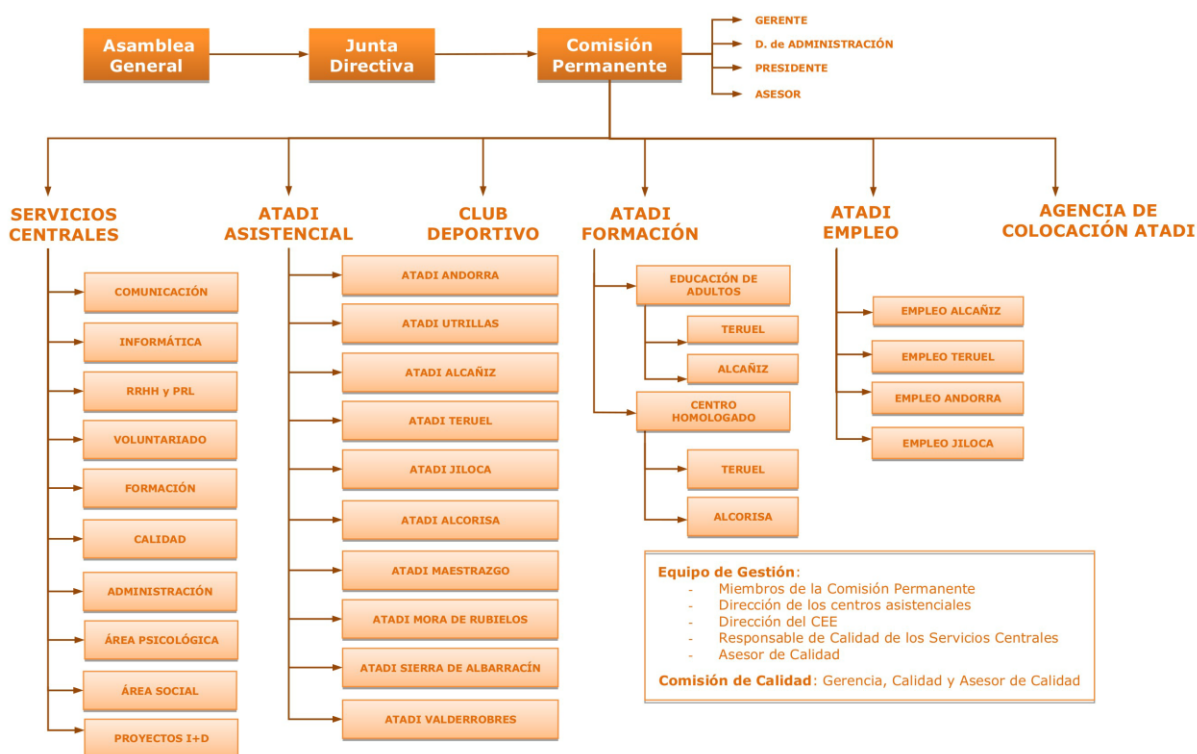 Asamblea
General
Junta
Directiva
Comisión
Permanente
GERENTE
D. de ADMINISTRACIÓN
PRESIDENTE
ASESOR
SERVICIOS
CENTRALES
COMUNICACIÓN
INFORMÁTICA
RRHH y PRL
VOLUNTARIADO
FORMACIÓN
CALIDAD
ADMINISTRACIÓN
ÁREA PSICOLÓGICA
ÁREA SOCIAL
PROYECTOS I+D
ATADI
ASISTENCIAL
CLUB
DEPORTIVO
ATADI ANDORRA
ATADI UTRILLAS
ATADI ALCAÑIZ
ATADI TERUEL
ATADI JILOCA
ATADI ALCORISA
ATADI MAESTRAZGO
ATADI MORA DE RUBIELOS
ATADI SIERRA DE ALBARRACÍN
ATADI VALDERROBRES
ATADI
FORMACIÓN
EDUCACIÓN DE
ADULTOS
TERUEL
ALCAÑIZ
CENTRO
HOMOLOGADO
TERUEL
ALCORISA
ATADI
EMPLEO
EMPLEO ALCAÑIZ
EMPLEO TERUEL
EMPLEO ANDORRA
EMPLEO JILOCA
AGENCIA DE
COLOCACIÓN ATADI
Equipo de Gestión:
- Miembros de la Comisión Permanente
- Dirección de los centros asistenciales
- Dirección del CEE
- Responsable de Calidad de los Servicios Centrales
- Asesor de Calidad
Comisión de Calidad: Gerencia, Calidad y Asesor de Calidad